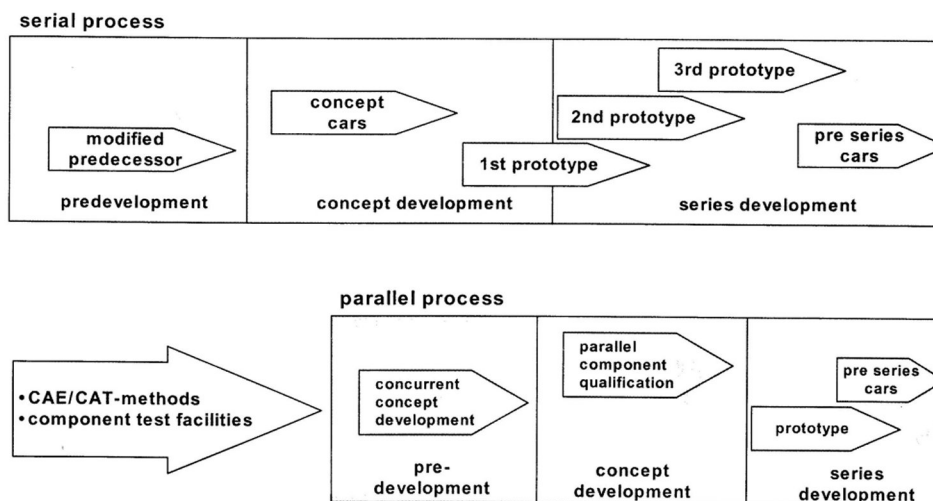 serial process
modified
predecessor
predevelopment
concept
cars
concept development
1st prototype
2nd prototype
3rd prototype
pre series
cars
series development
parallel process
•CAE/CAT-methods
•component test facilities
concurrent
concept
development
pre-
development
parallel
component
qualification
concept
development
prototype
pre series
cars
series
development